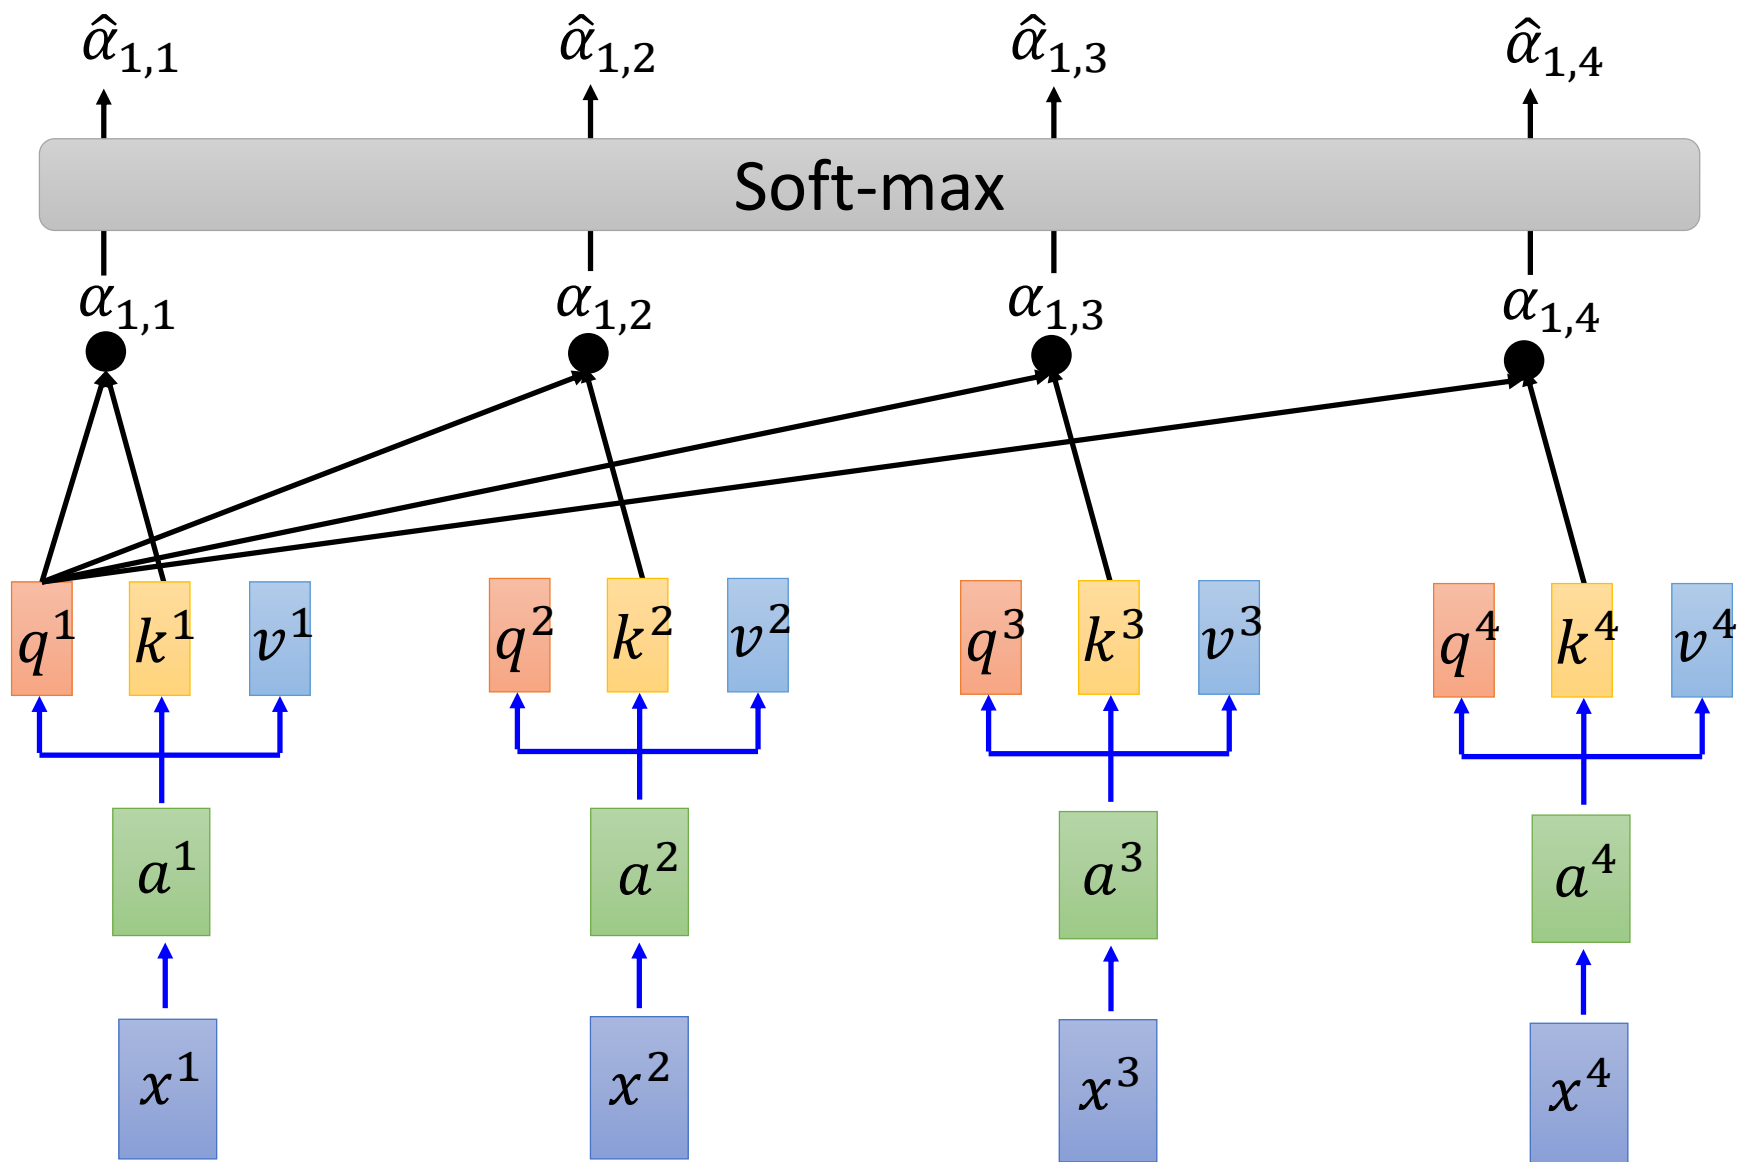 α̂₁,₁ α̂₁,₂ α̂₁,₃ α̂₁,₄
Soft-max
α₁,₁ α₁,₂ α₁,₃ α₁,₄
q¹ k¹ v¹ q² k² v² q³ k³ v³ q⁴ k⁴ v⁴
a¹ a² a³ a⁴
x¹ x² x³ x⁴